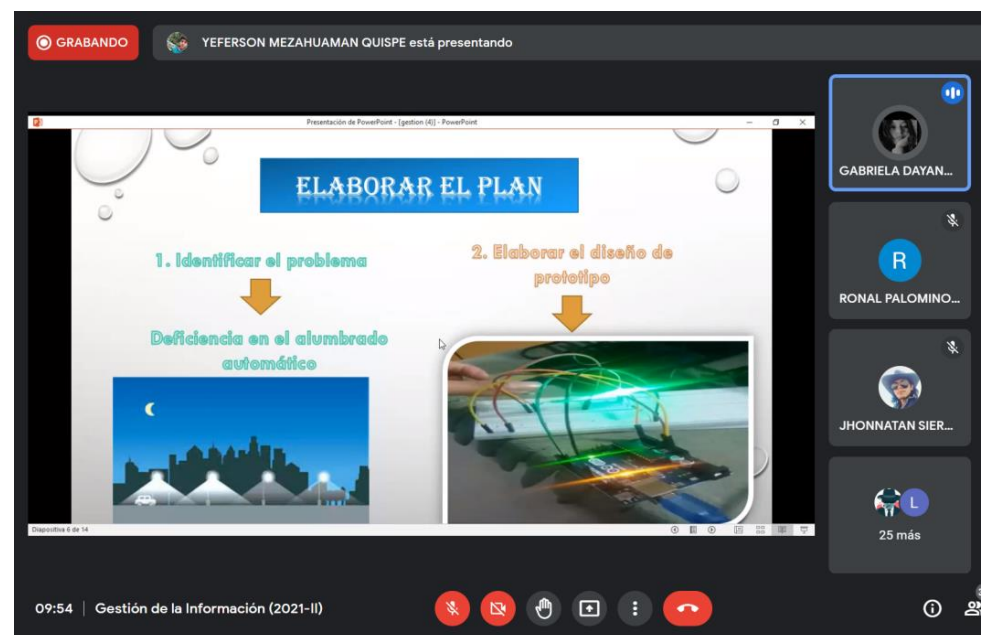 GRABANDO
YEFERSON MEZAHUAMAN QUISPE está presentando
Presentación de PowerPoint - [gestion (4)] - PowerPoint
ELABORAR EL PLAN
1. Identificar el problema
Deficiencia en el alumbrado
automático
2. Elaborar el diseño de
prototipo
Diapositiva 6 de 14
GABRIELA DAYAN...
R
RONAL PALOMINO...
JHONNATAN SIER...
L
25 más
09:54 | Gestión de la Información (2021-II)